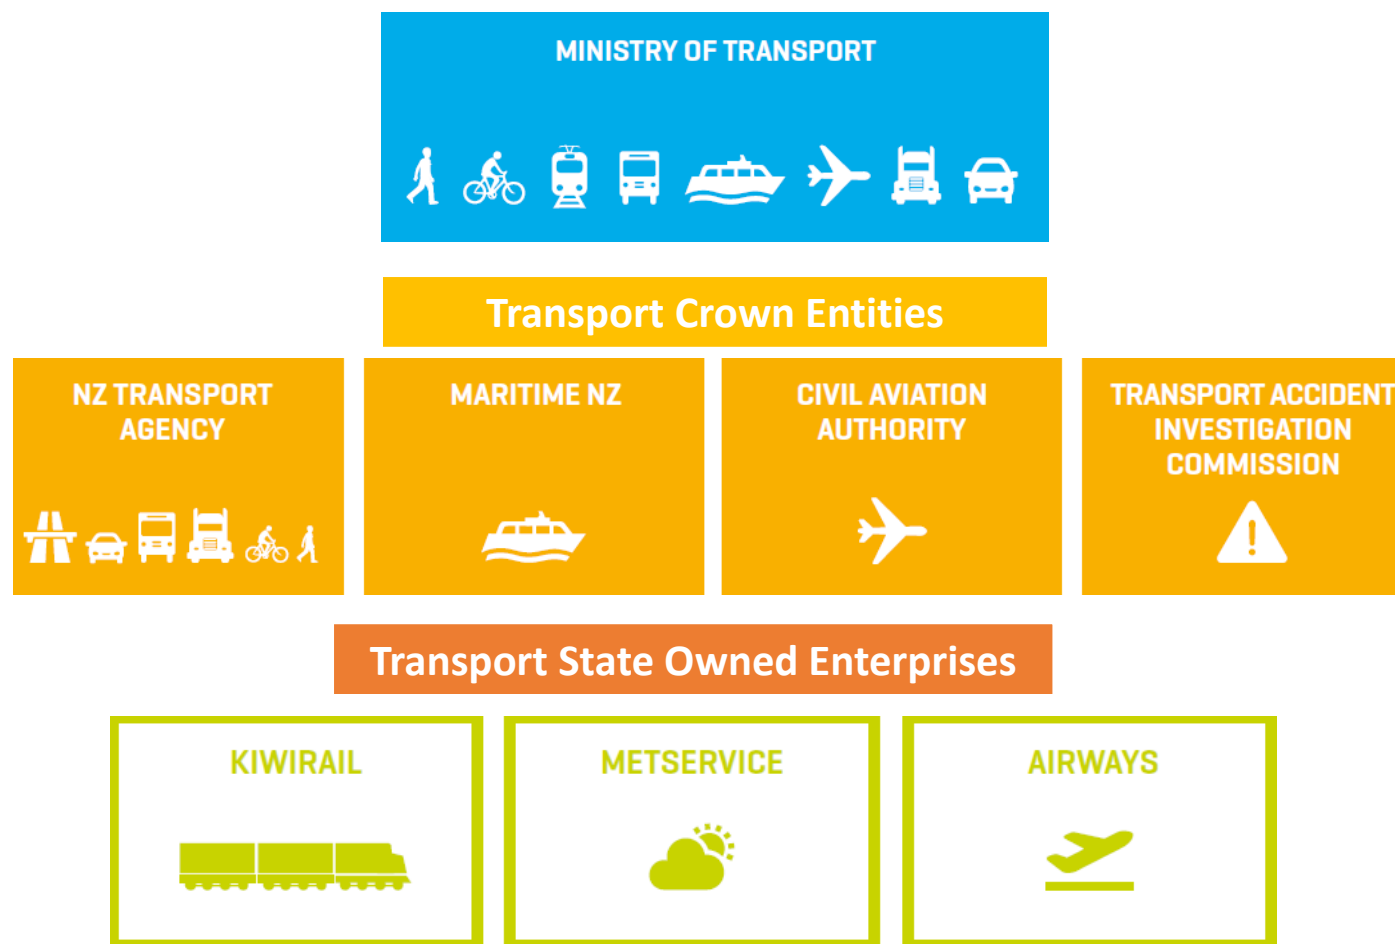 MINISTRY OF TRANSPORT
Transport Crown Entities
NZ TRANSPORT
AGENCY
MARITIME NZ
CIVIL AVIATION
AUTHORITY
TRANSPORT ACCIDENT
INVESTIGATION
COMMISSION
Transport State Owned Enterprises
KIWIRAIL
METSERVICE
AIRWAYS